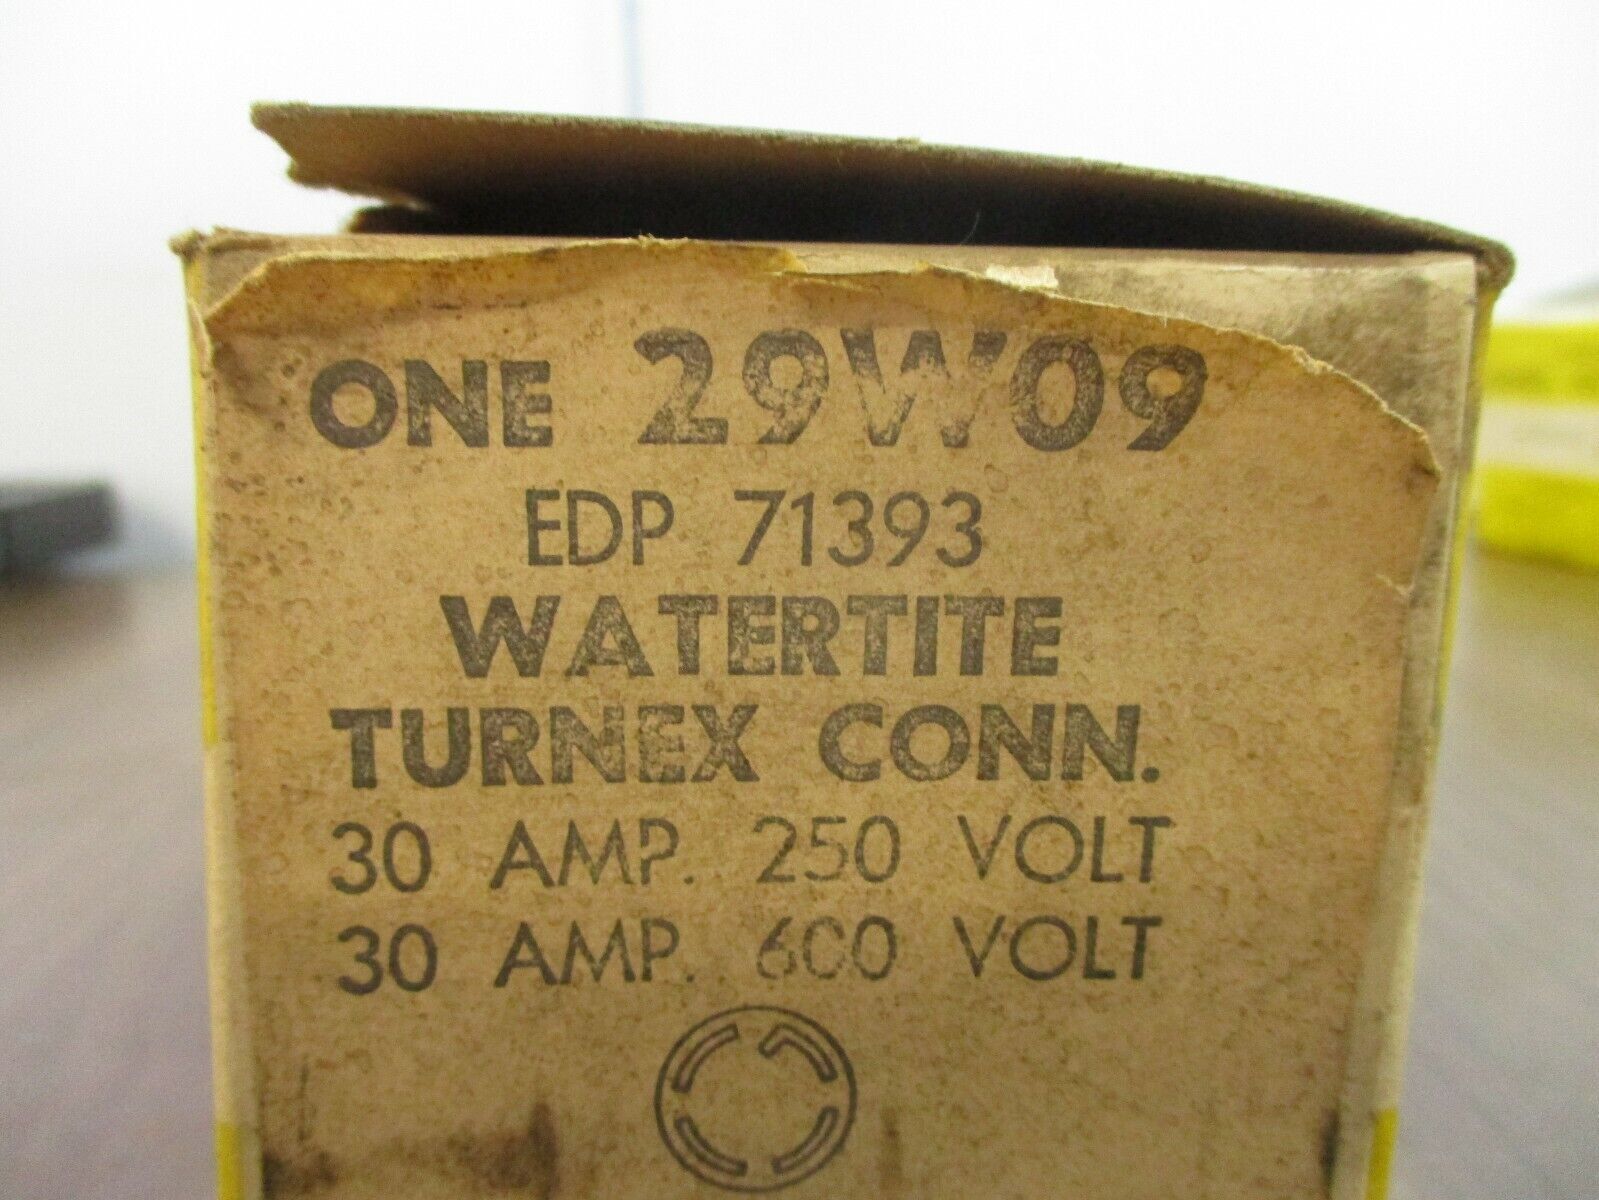 ONE 29W09
EDP 71393
WATERTITE
TURNEX CONN.
30 AMP. 250 VOLT
30 AMP. 600 VOLT